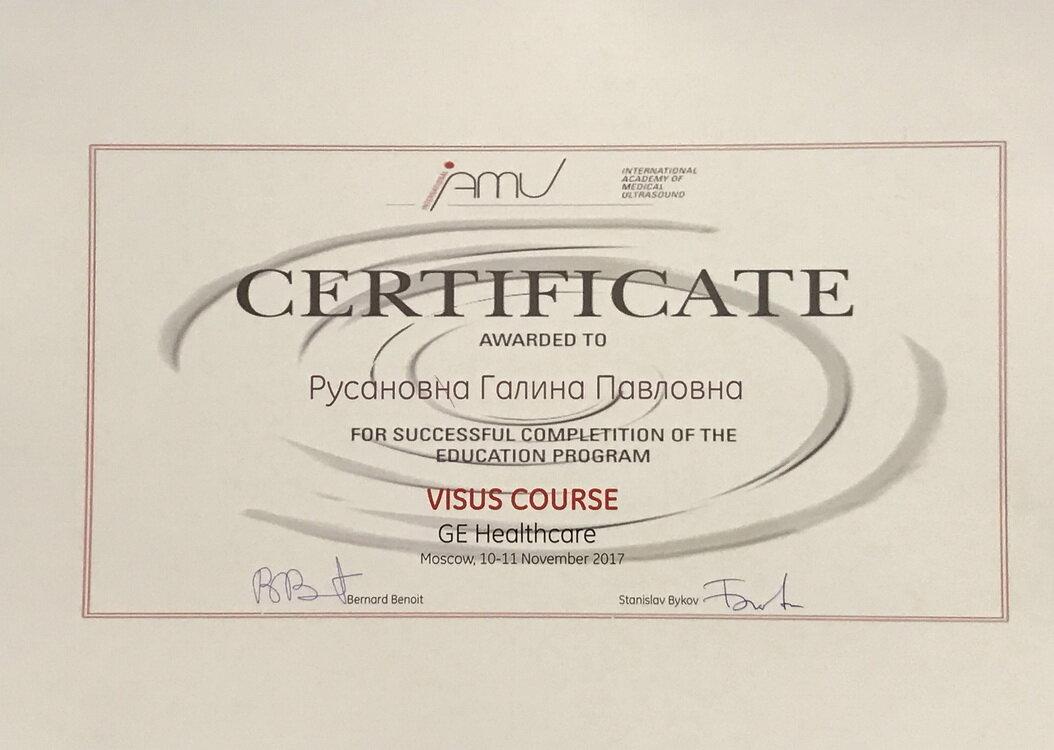 INTERNATIONAL
iAMU
INTERNATIONAL
ACADEMY OF
MEDICAL
ULTRASOUND
CERTIFICATE
AWARDED TO
Русановна Галина Павловна
FOR SUCCESSFUL COMPLETITION OF THE
EDUCATION PROGRAM
VISUS COURSE
GE Healthcare
Moscow, 10-11 November 2017
Bernard Benoit
Stanislav Bykov